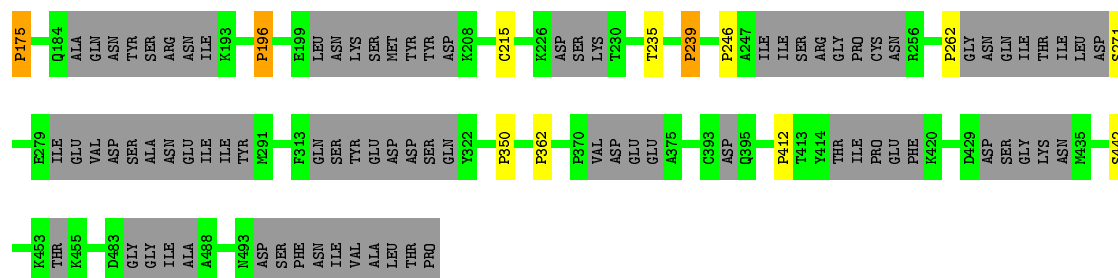 P175 Q184 ALA GLN ASN TYR SER ARG ASN ILE K193 P196 E199 LEU ASN LYS SER MET TYR TYR ASP K208 C215 K226 ASP SER LYS T230 T235 P239 P246 A247 ILE ILE SER ARG GLY PRO CYS ASN R256 P262 GLY ASN GLN ILE THR ILE LEU ASP S271
E279 ILE GLU VAL ASP SER ALA ASN GLU ILE ILE TYR M291 F313 GLN SER TYR GLU ASP ASP SER GLN Y322 P350 P362 P370 VAL ASP GLU GLU A375 C393 ASP Q395 P412 T413 Y414 THR ILE PRO GLU PHE K420 D429 ASP SER GLY LYS ASN M435 S442
K453 THR K455 D483 GLY GLY ILE ALA A488 N493 ASP SER PHE ASN ILE VAL ALA LEU THR PRO